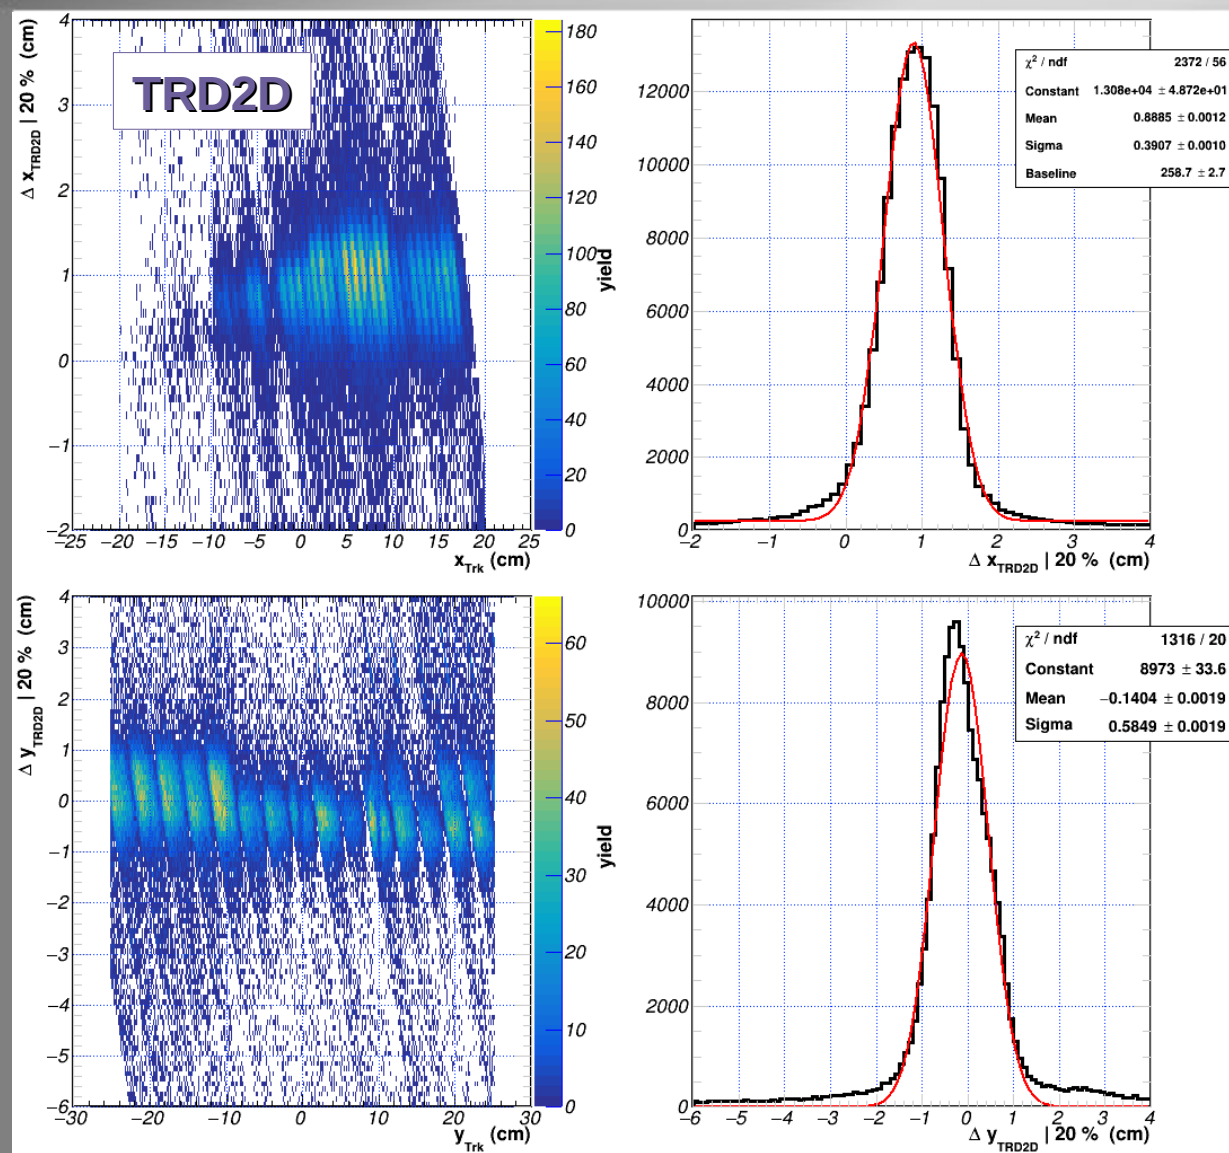 TRD2D
Δ x_TRD2D | 20 % (cm)
4
3
2
1
0
−1
−2
−25 −20 −15 −10 −5 0 5 10 15 20 25
x_Trk (cm)
180
160
140
120
100
80
60
40
20
0
yield
12000
10000
8000
6000
4000
2000
0
−2 −1 0 1 2 3 4
Δ x_TRD2D | 20 % (cm)
χ² / ndf 2372 / 56
Constant 1.308e+04 ± 4.872e+01
Mean 0.8885 ± 0.0012
Sigma 0.3907 ± 0.0010
Baseline 258.7 ± 2.7
Δ y_TRD2D | 20 % (cm)
4
3
2
1
0
−1
−2
−3
−4
−5
−6
−30 −20 −10 0 10 20 30
y_Trk (cm)
60
50
40
30
20
10
0
yield
10000
8000
6000
4000
2000
0
−6 −5 −4 −3 −2 −1 0 1 2 3 4
Δ y_TRD2D | 20 % (cm)
χ² / ndf 1316 / 20
Constant 8973 ± 33.6
Mean −0.1404 ± 0.0019
Sigma 0.5849 ± 0.0019